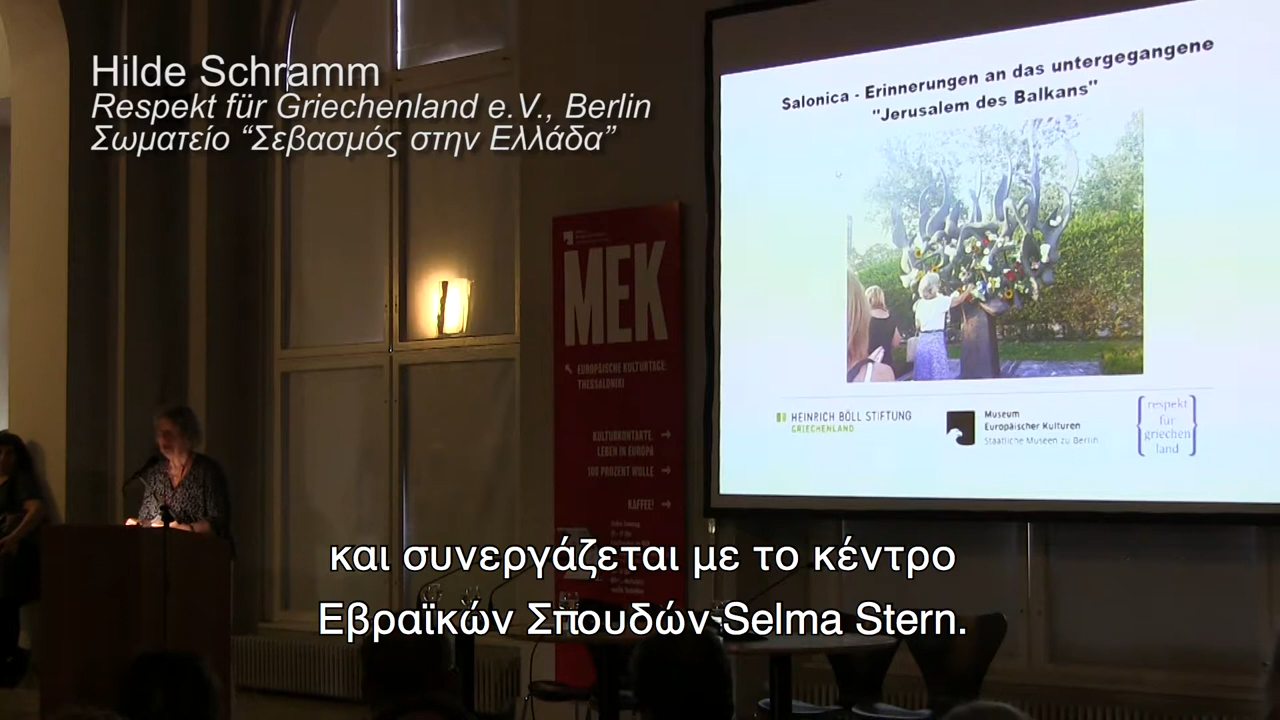 Hilde Schramm
Respekt für Griechenland e.V., Berlin
Σωματείο “Σεβασμός στην Ελλάδα”
Salonica - Erinnerungen an das untergegangene
"Jerusalem des Balkans"
MEK
EUROPÄISCHE KULTURTAGE:
THESSALONIKI
KULTURKONTAKTE.
LEBEN IN EUROPA
100 PROZENT WOLLE
KAFFEE!
HEINRICH BÖLL STIFTUNG
GRIECHENLAND
Museum
Europäischer Kulturen
Staatliche Museen zu Berlin
respekt
für
griechen
land
και συνεργάζεται με το κέντρο
Εβραϊκών Σπουδών Selma Stern.